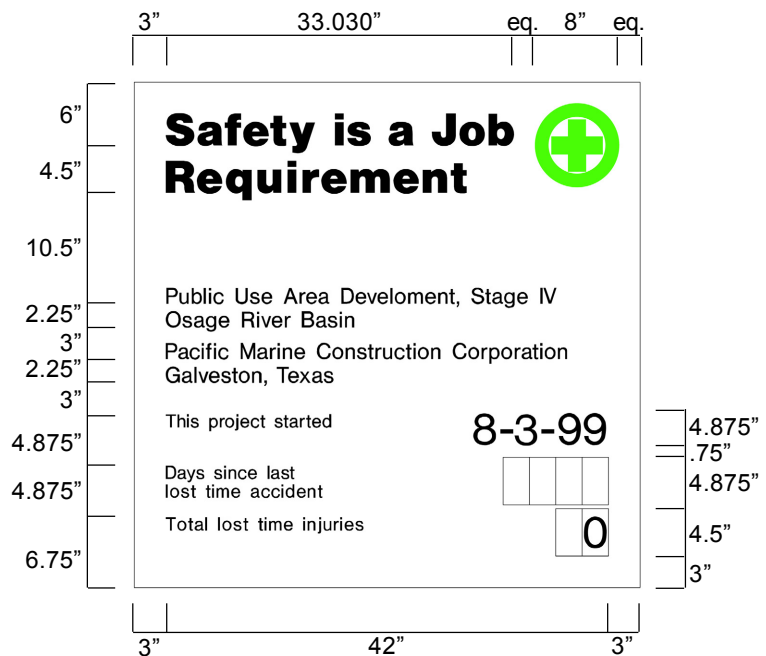 3” 33.030” eq. 8” eq.
6”
4.5”
10.5”
2.25”
3”
2.25”
3”
4.875”
4.875”
6.75”
Safety is a Job
Requirement
Public Use Area Develoment, Stage IV
Osage River Basin
Pacific Marine Construction Corporation
Galveston, Texas
This project started 8-3-99
Days since last
lost time accident
Total lost time injuries 0
4.875”
.75”
4.875”
4.5”
3”
3” 42” 3”